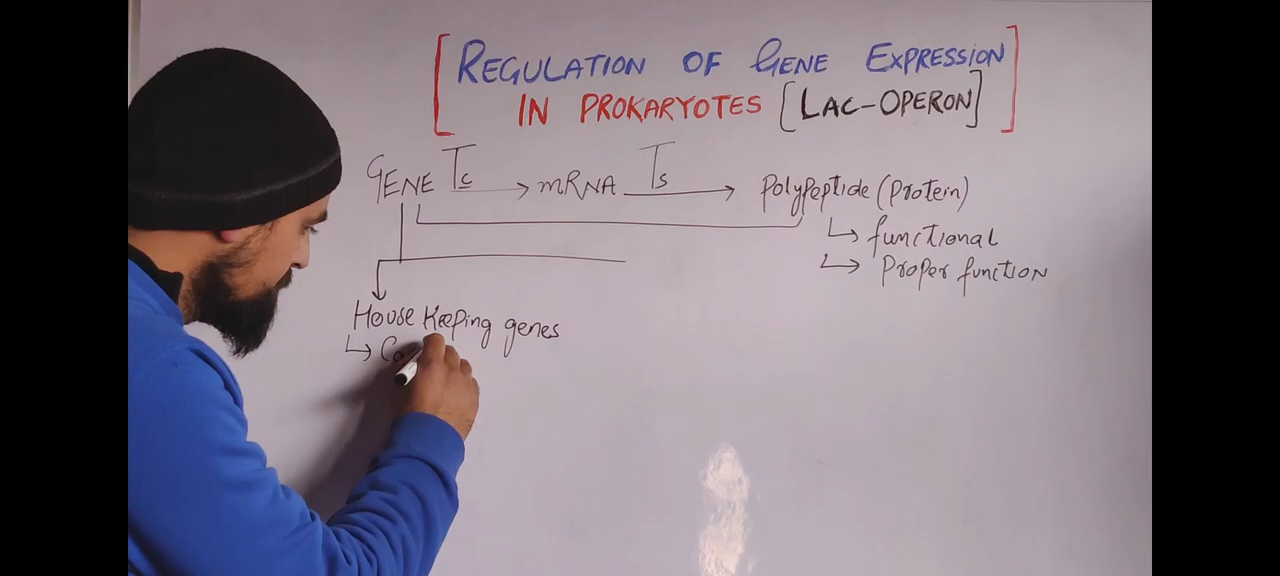 [REGULATION OF GENE EXPRESSION
IN PROKARYOTES [LAC-OPERON]]
GENE Tc → mRNA Ts → Polypeptide (Protein)
↳ functional
↳ Proper function
House Keeping genes
↳ Co